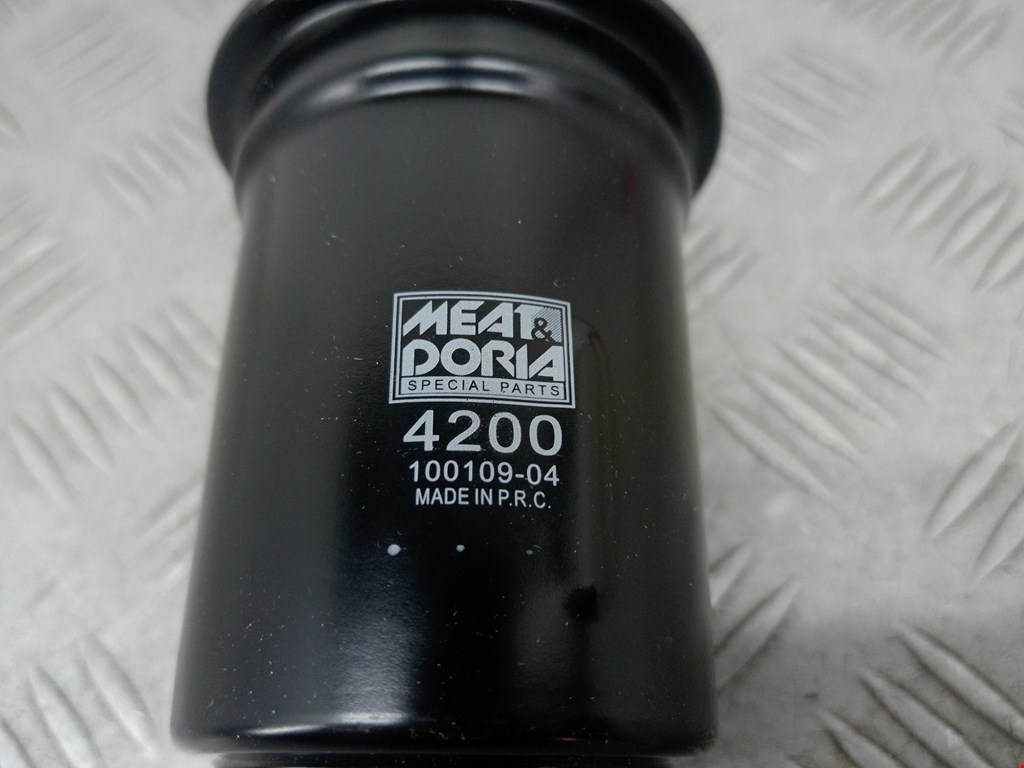 MEAT &
DORIA
SPECIAL PARTS
4200
100109-04
MADE IN P.R.C.